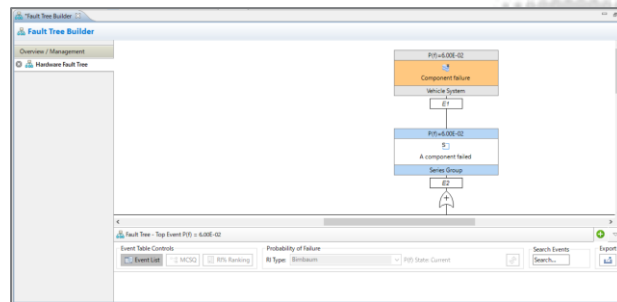 *Fault Tree Builder
Fault Tree Builder
Overview / Management
Hardware Fault Tree
P(f)=6.00E-02
Component failure
Vehicle System
E1
P(f)=6.00E-02
S
A component failed
Series Group
E2
+
Fault Tree - Top Event P(f) = 6.00E-02
Event Table Controls
Event List
MCSQ
RI% Ranking
Probability of Failure
RI Type: Birnbaum
P(f) State: Current
Search Events
Search...
Export